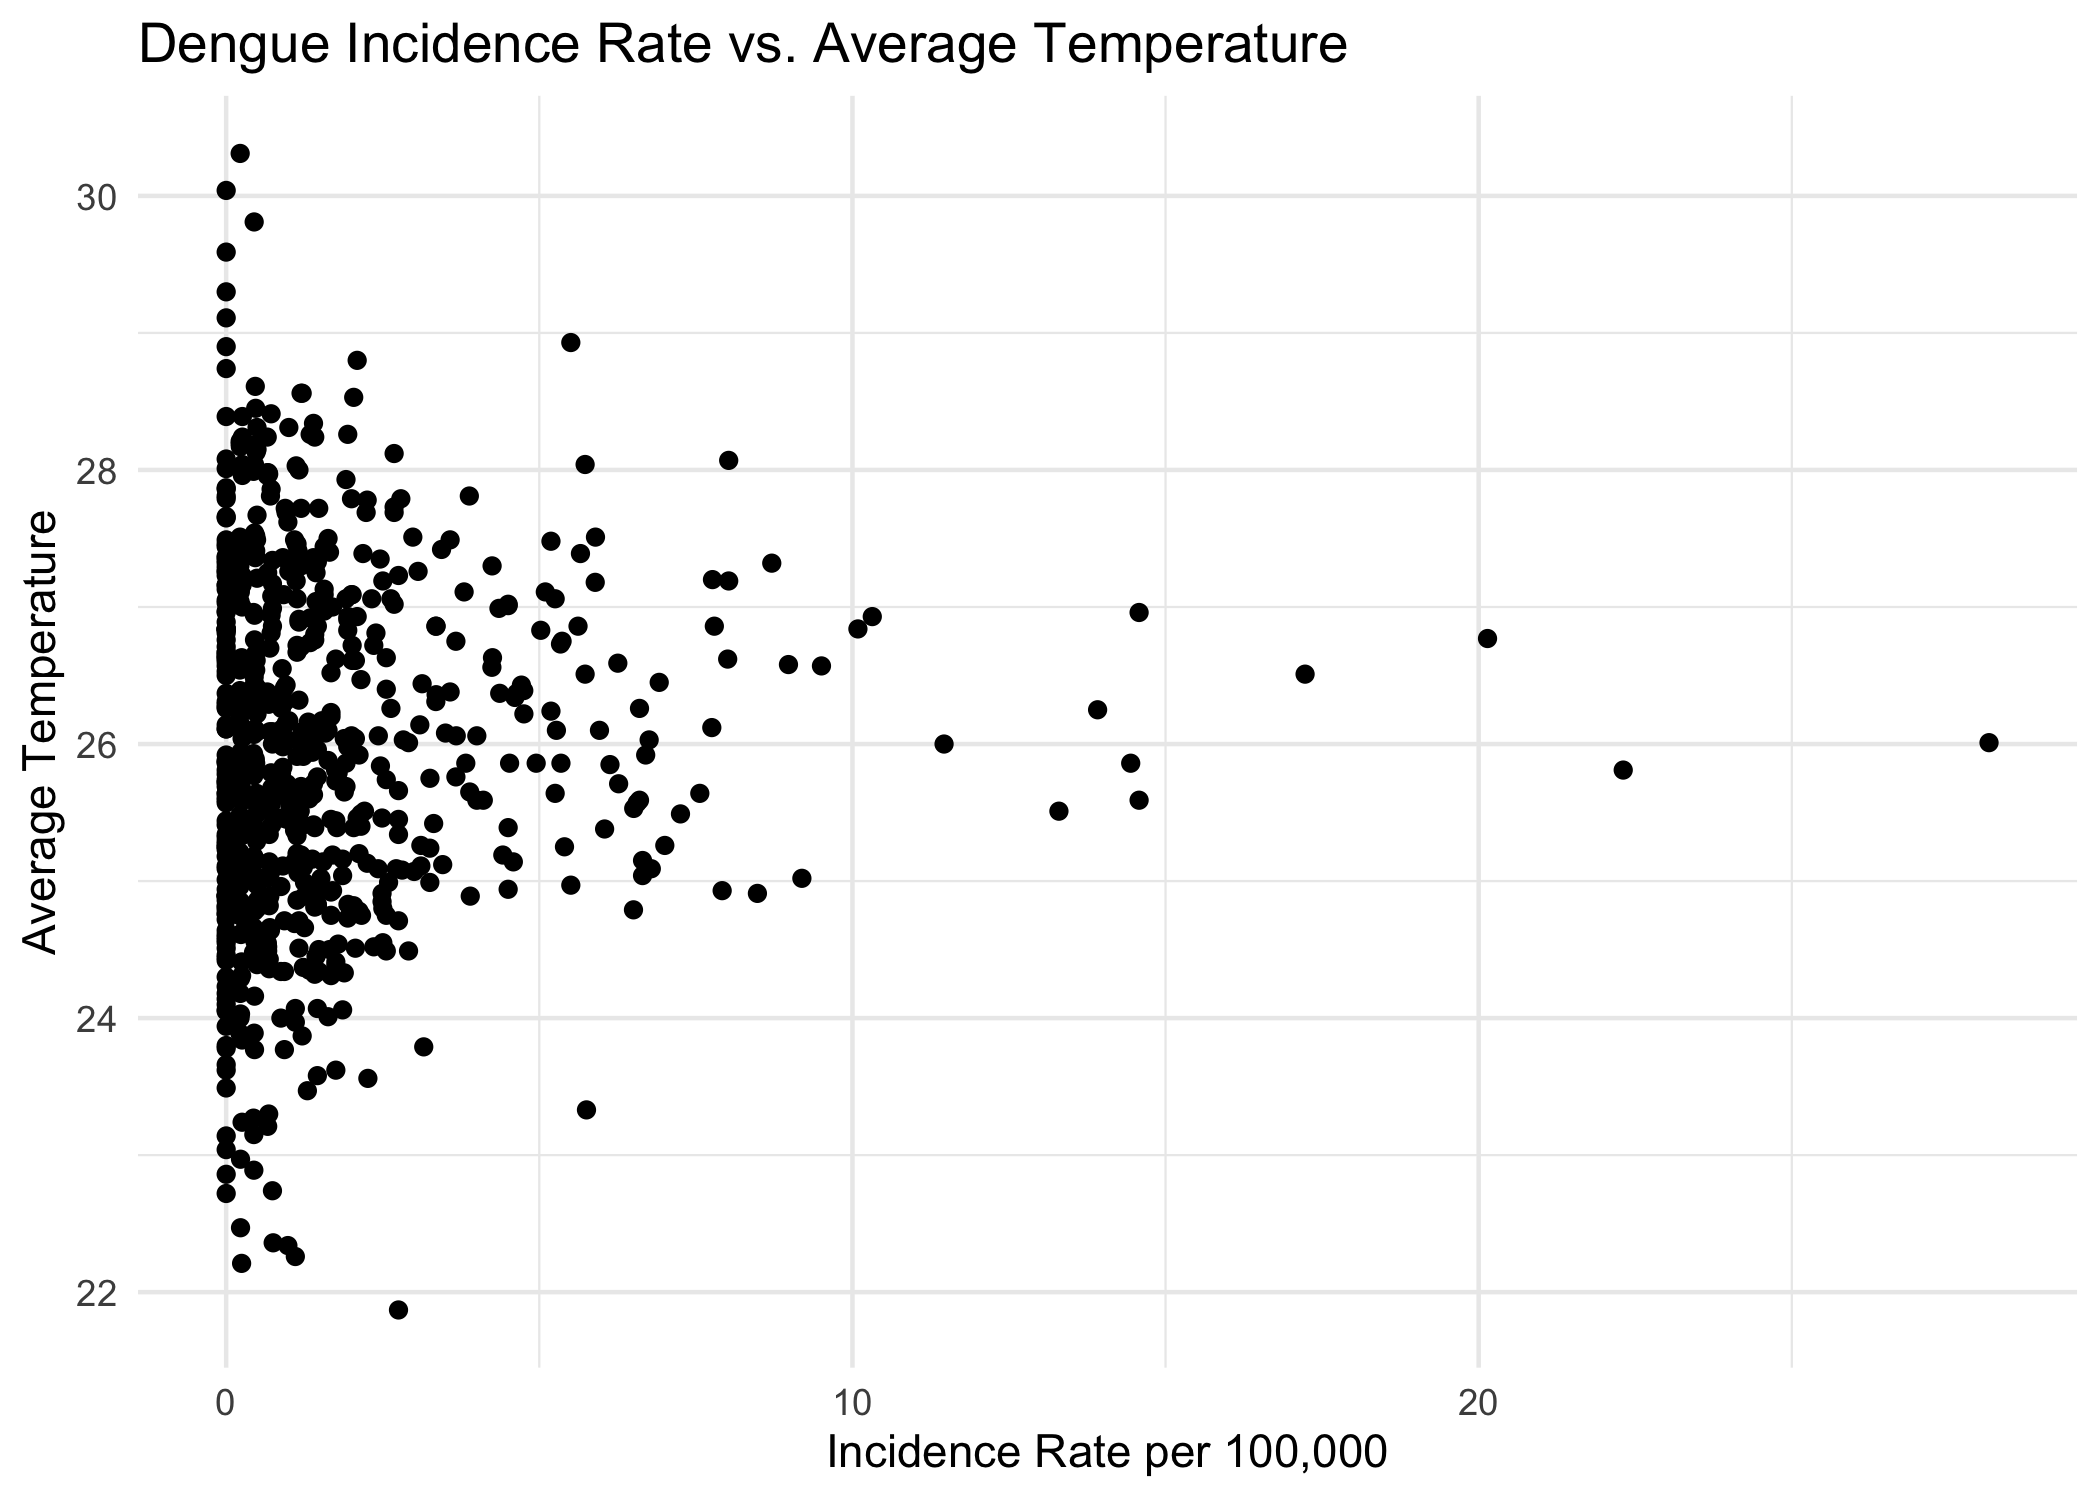 Dengue Incidence Rate vs. Average Temperature
Average Temperature
30
28
26
24
22
0 10 20
Incidence Rate per 100,000